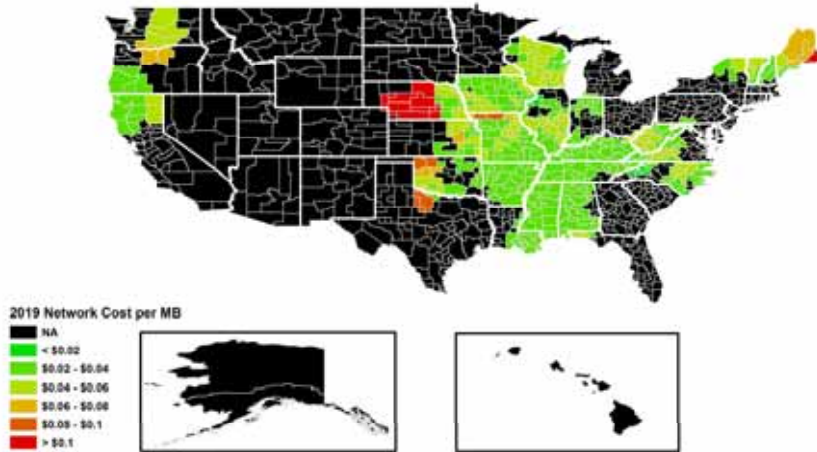 2019 Network Cost per MB
NA
< $0.02
$0.02 - $0.04
$0.04 - $0.06
$0.06 - $0.08
$0.08 - $0.1
> $0.1